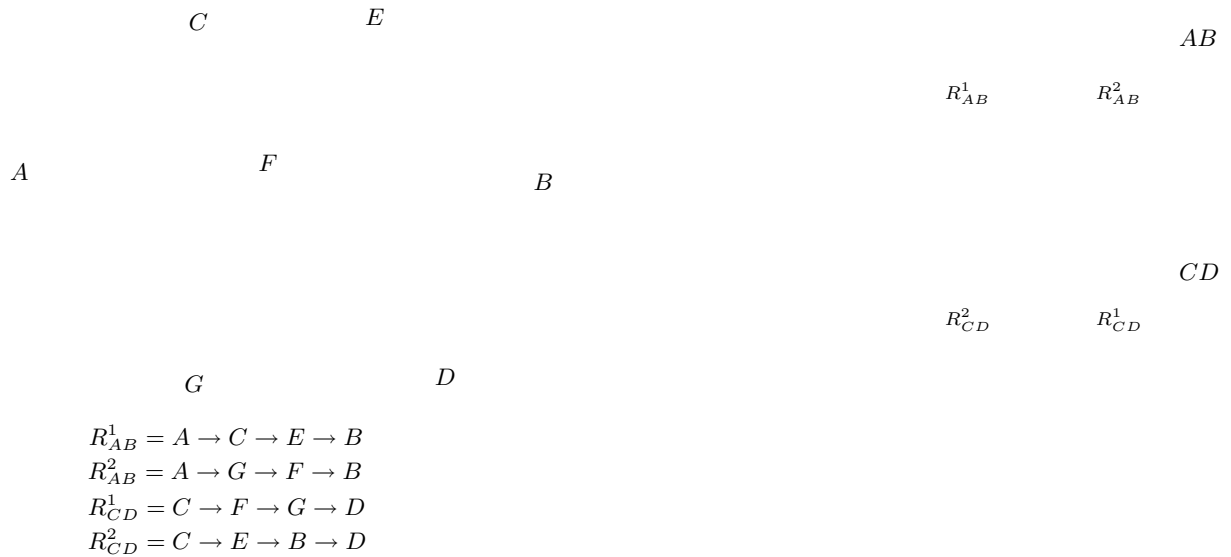 C E
AB
R^1_{AB} R^2_{AB}
A F B
CD
R^2_{CD} R^1_{CD}
G D
R^1_{AB} = A → C → E → B
R^2_{AB} = A → G → F → B
R^1_{CD} = C → F → G → D
R^2_{CD} = C → E → B → D